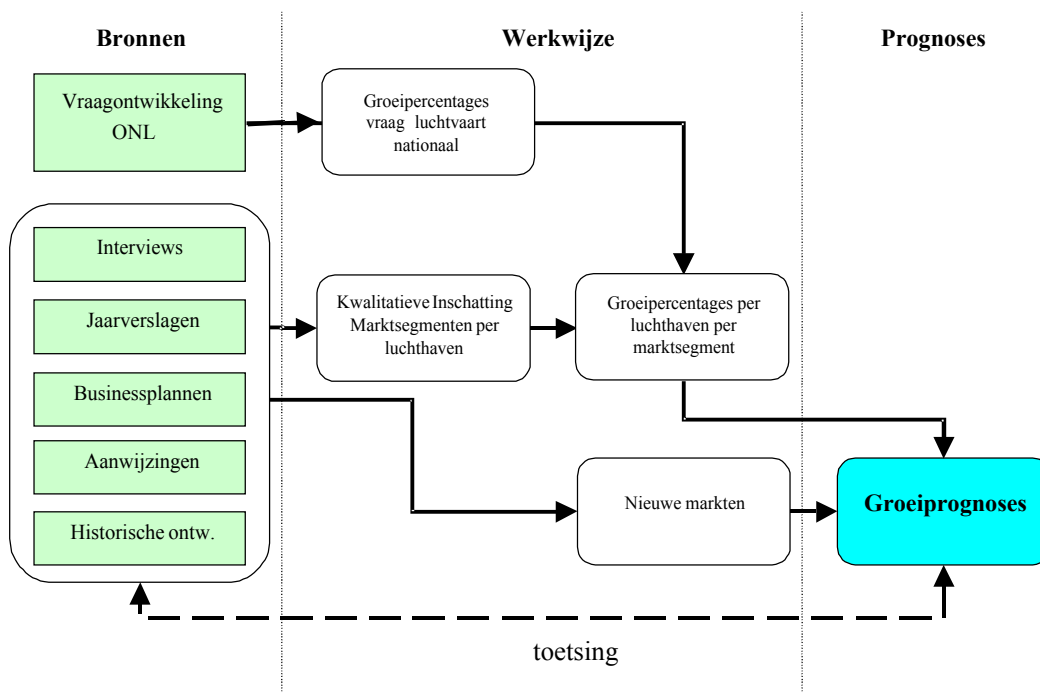 Bronnen
Werkwijze
Prognoses
Vraagontwikkeling
ONL
Groeipercentages
vraag luchtvaart
nationaal
Interviews
Jaarverslagen
Businessplannen
Aanwijzingen
Historische ontw.
Kwalitatieve Inschatting
Marktsegmenten per
luchthaven
Groeipercentages per
luchthaven per
marktsegment
Nieuwe markten
Groeiprognoses
toetsing